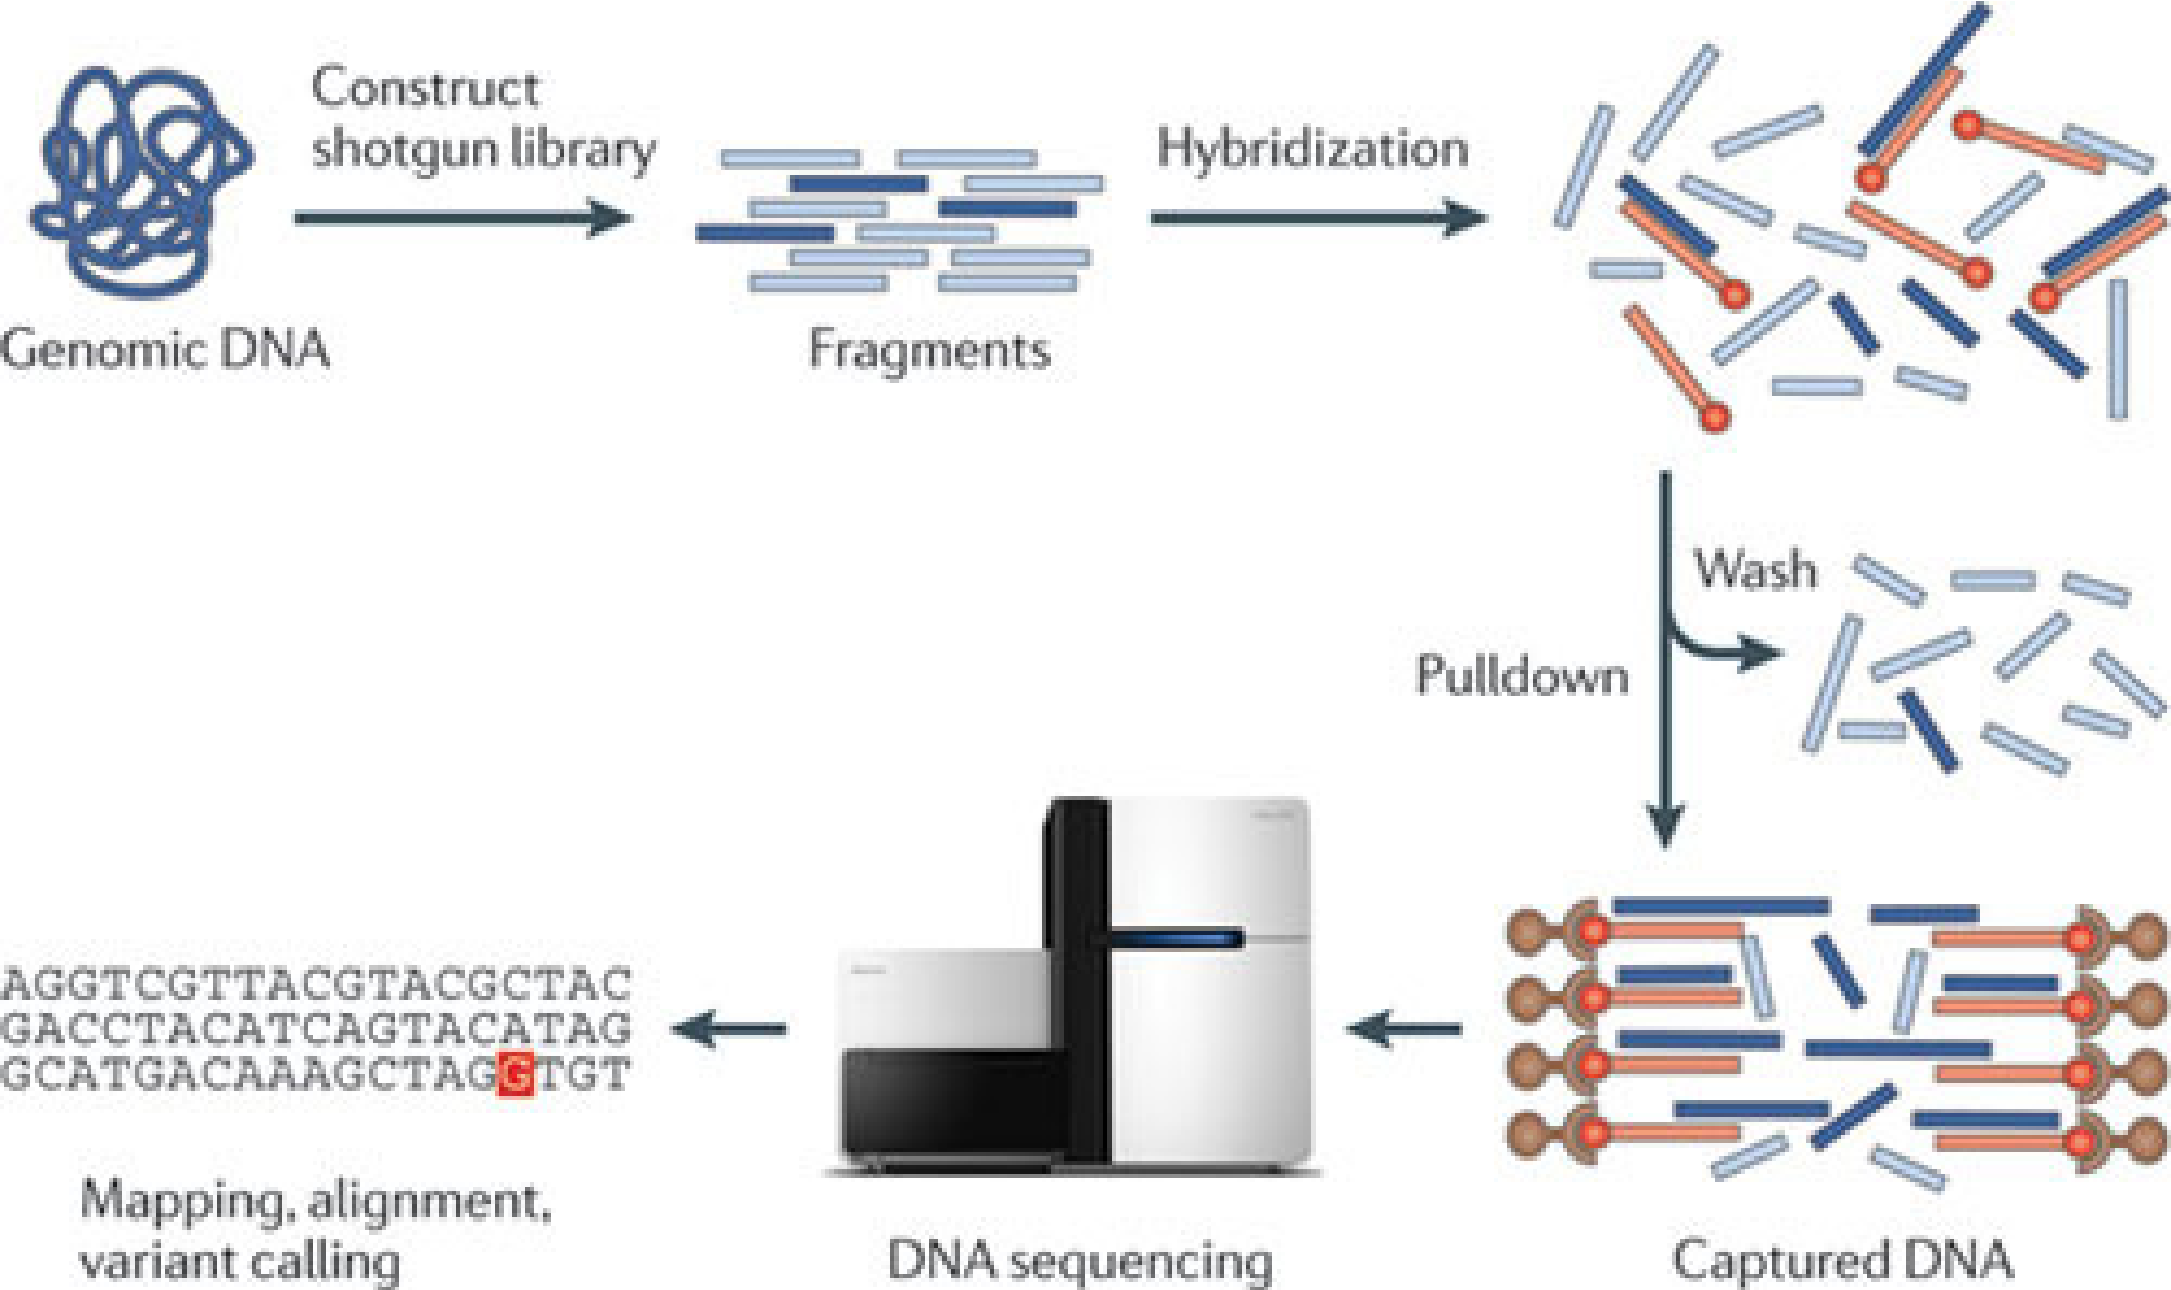 Construct
shotgun library
Hybridization
Genomic DNA
Fragments
Wash
Pulldown
AGGTCGTTACGTACGCTAC
GACCTACATCAGTACATAG
GCATGACAAAGCTAGGTGT
Mapping, alignment,
variant calling
DNA sequencing
Captured DNA